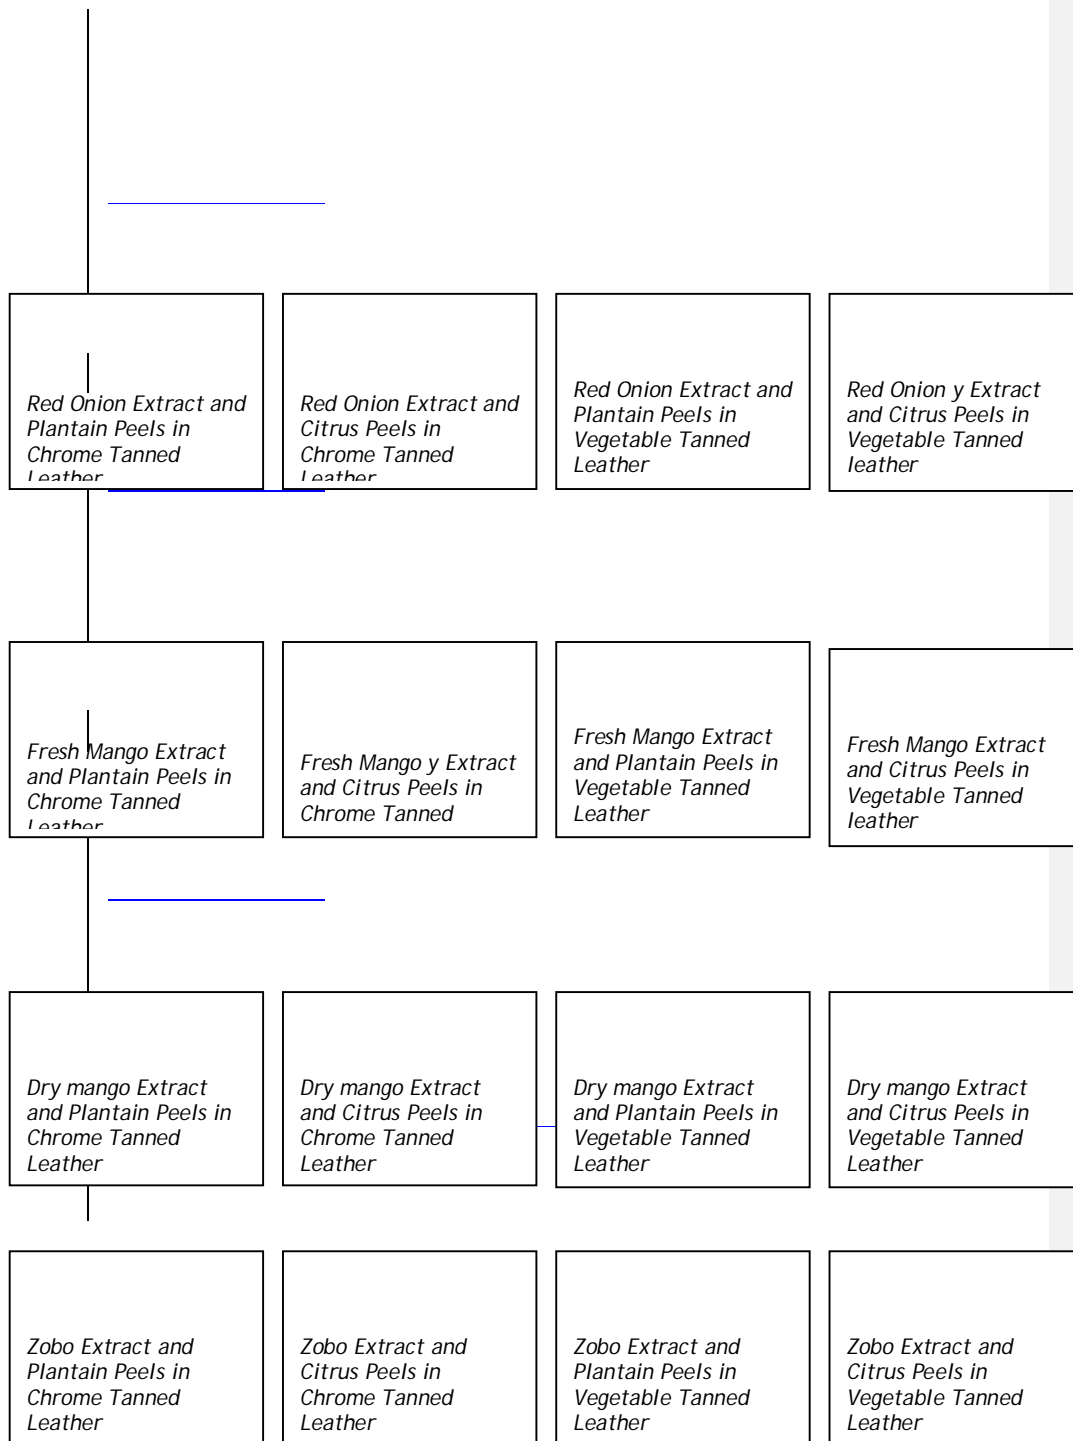 Red Onion Extract and
Plantain Peels in
Chrome Tanned
Leather
Red Onion Extract and
Citrus Peels in
Chrome Tanned
Leather
Red Onion Extract and
Plantain Peels in
Vegetable Tanned
Leather
Red Onion y Extract
and Citrus Peels in
Vegetable Tanned
leather
Fresh Mango Extract
and Plantain Peels in
Chrome Tanned
Leather
Fresh Mango y Extract
and Citrus Peels in
Chrome Tanned
Fresh Mango Extract
and Plantain Peels in
Vegetable Tanned
Leather
Fresh Mango Extract
and Citrus Peels in
Vegetable Tanned
leather
Dry mango Extract
and Plantain Peels in
Chrome Tanned
Leather
Dry mango Extract
and Citrus Peels in
Chrome Tanned
Leather
Dry mango Extract
and Plantain Peels in
Vegetable Tanned
Leather
Dry mango Extract
and Citrus Peels in
Vegetable Tanned
Leather
Zobo Extract and
Plantain Peels in
Chrome Tanned
Leather
Zobo Extract and
Citrus Peels in
Chrome Tanned
Leather
Zobo Extract and
Plantain Peels in
Vegetable Tanned
Leather
Zobo Extract and
Citrus Peels in
Vegetable Tanned
Leather